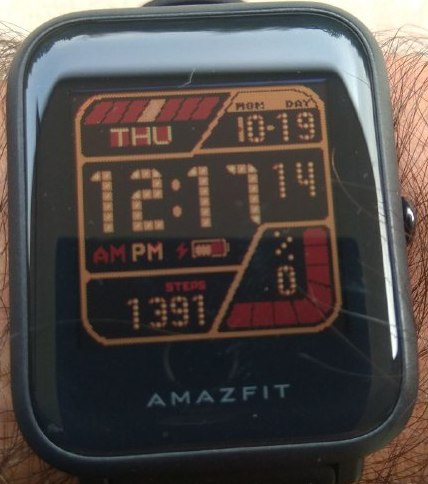 MON DAY
THU 10-19
12:17 14
AM PM
%
0
STEPS
1391
AMAZFIT